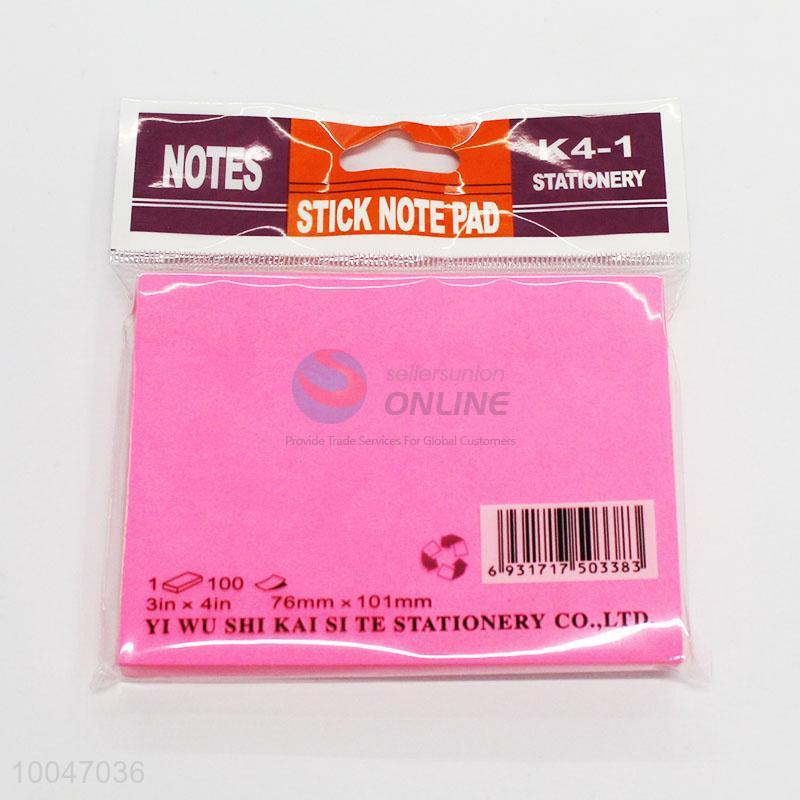 NOTES
STICK NOTE PAD
K4-1
STATIONERY
sellersunion
ONLINE
Provide Trade Services For Global Customers
6 931717 503383
1 100
3in × 4in 76mm × 101mm
YI WU SHI KAI SI TE STATIONERY CO.,LTD.
10047036